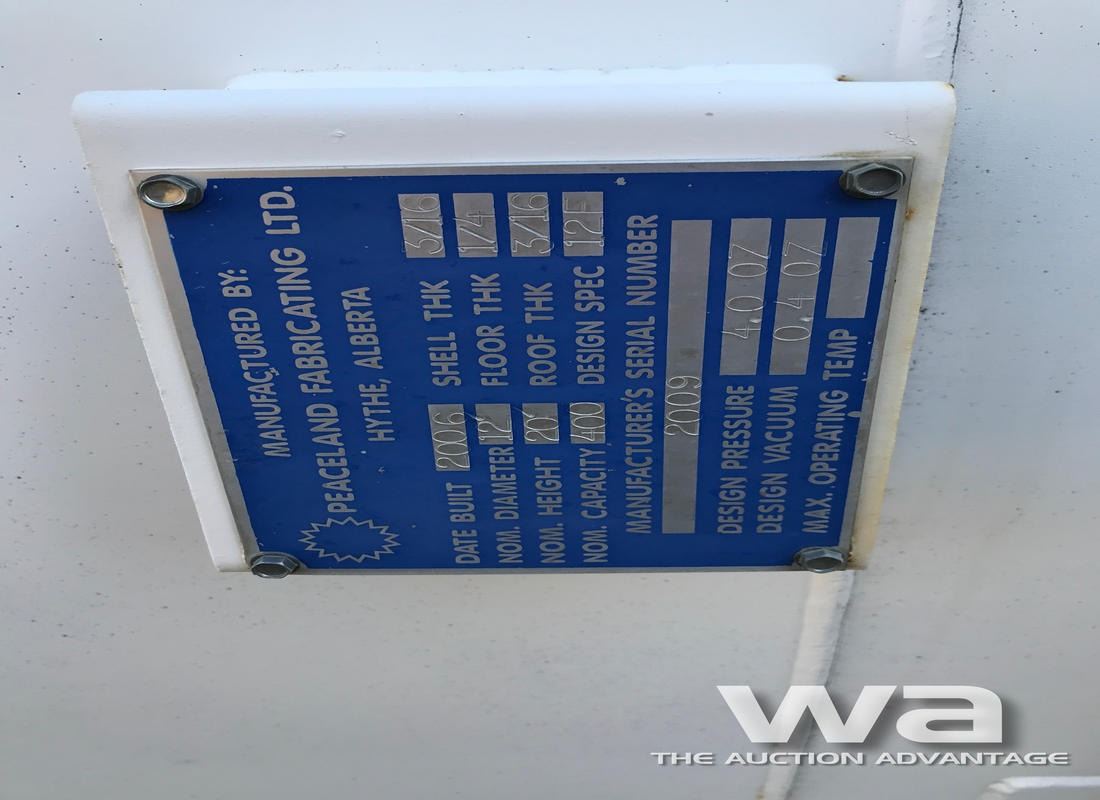 MANUFACTURED BY:
PEACELAND FABRICATING LTD.
HYTHE, ALBERTA
DATE BUILT 2006 SHELL THK 3/16
NOM. DIAMETER 12' FLOOR THK 1/4
NOM. HEIGHT 20' ROOF THK 3/16
NOM. CAPACITY 400 DESIGN SPEC 12F
MANUFACTURER'S SERIAL NUMBER
2009
DESIGN PRESSURE 4.0 OZ
DESIGN VACUUM 0.4 OZ
MAX. OPERATING TEMP
wa
THE AUCTION ADVANTAGE